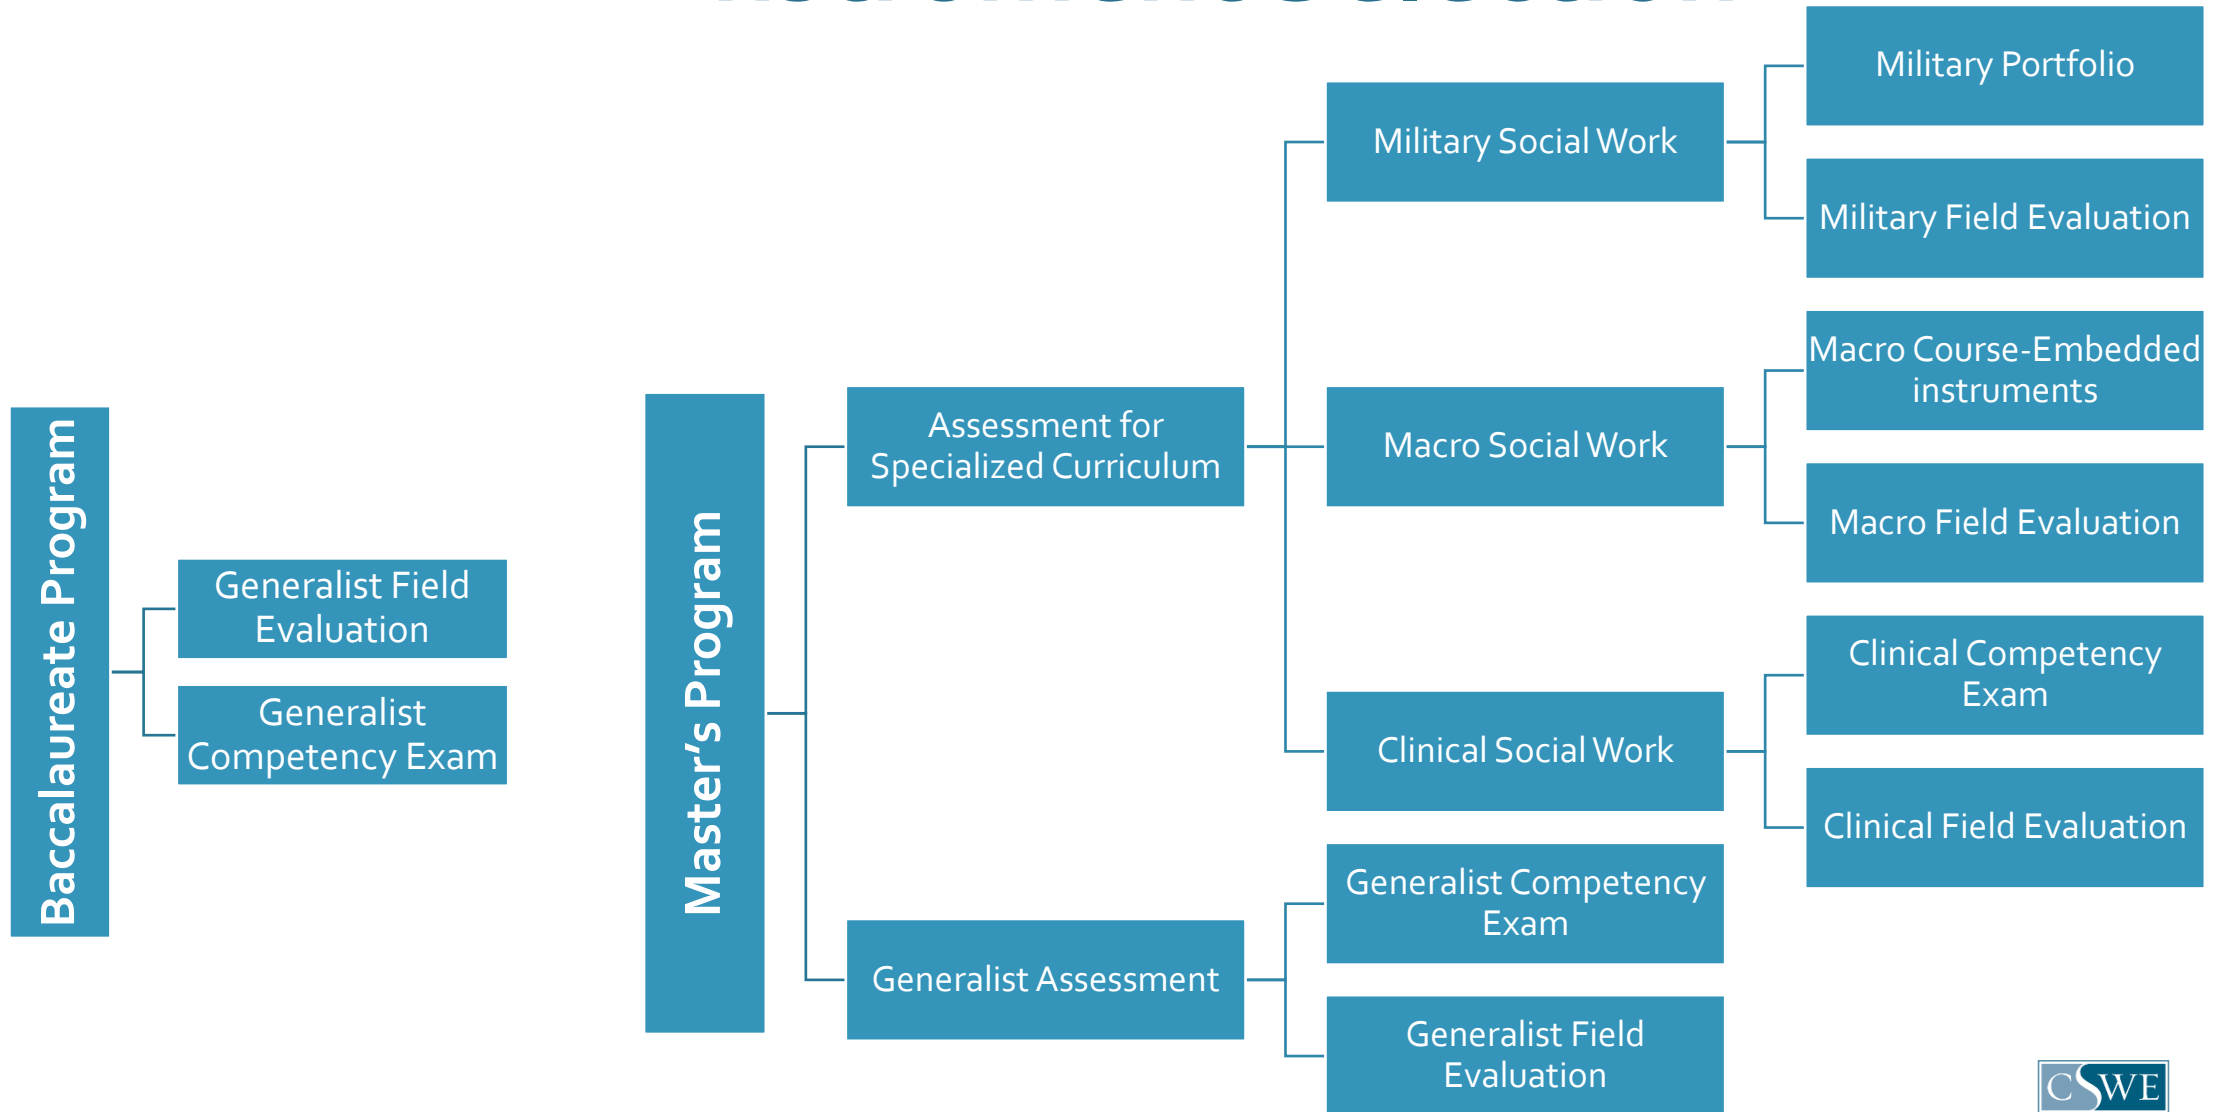 Baccalaureate Program
Generalist Field
Evaluation
Generalist
Competency Exam
Master's Program
Assessment for
Specialized Curriculum
Generalist Assessment
Military Social Work
Macro Social Work
Clinical Social Work
Generalist Competency
Exam
Generalist Field
Evaluation
Military Portfolio
Military Field Evaluation
Macro Course-Embedded
instruments
Macro Field Evaluation
Clinical Competency
Exam
Clinical Field Evaluation
CSWE